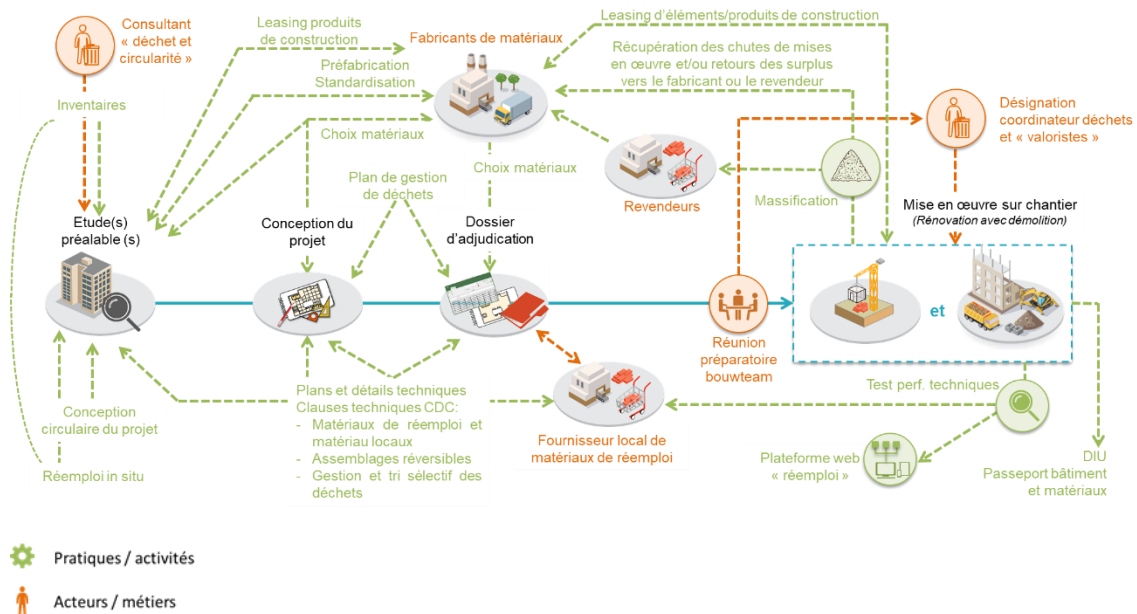 Consultant
« déchet et
circularité »
Leasing produits
de construction
Fabricants de matériaux
Leasing d'éléments/produits de construction
Préfabrication
Standardisation
Récupération des chutes de mises
en œuvre et/ou retours des surplus
vers le fabricant ou le revendeur
Inventaires
Choix matériaux
Choix matériaux
Plan de gestion
de déchets
Désignation
coordinateur déchets
et « valoristes »
Revendeurs
Massification
Etude(s)
préalable (s)
Conception du
projet
Dossier
d'adjudication
Mise en œuvre sur chantier
(Rénovation avec démolition)
et
Réunion
préparatoire
bouwteam
Test perf. techniques
Conception
circulaire du projet
Réemploi in situ
Plans et détails techniques
Clauses techniques CDC:
- Matériaux de réemploi et
matériau locaux
- Assemblages réversibles
- Gestion et tri sélectif des
déchets
Fournisseur local de
matériaux de réemploi
Plateforme web
« réemploi »
DIU
Passeport bâtiment
et matériaux
Pratiques / activités
Acteurs / métiers